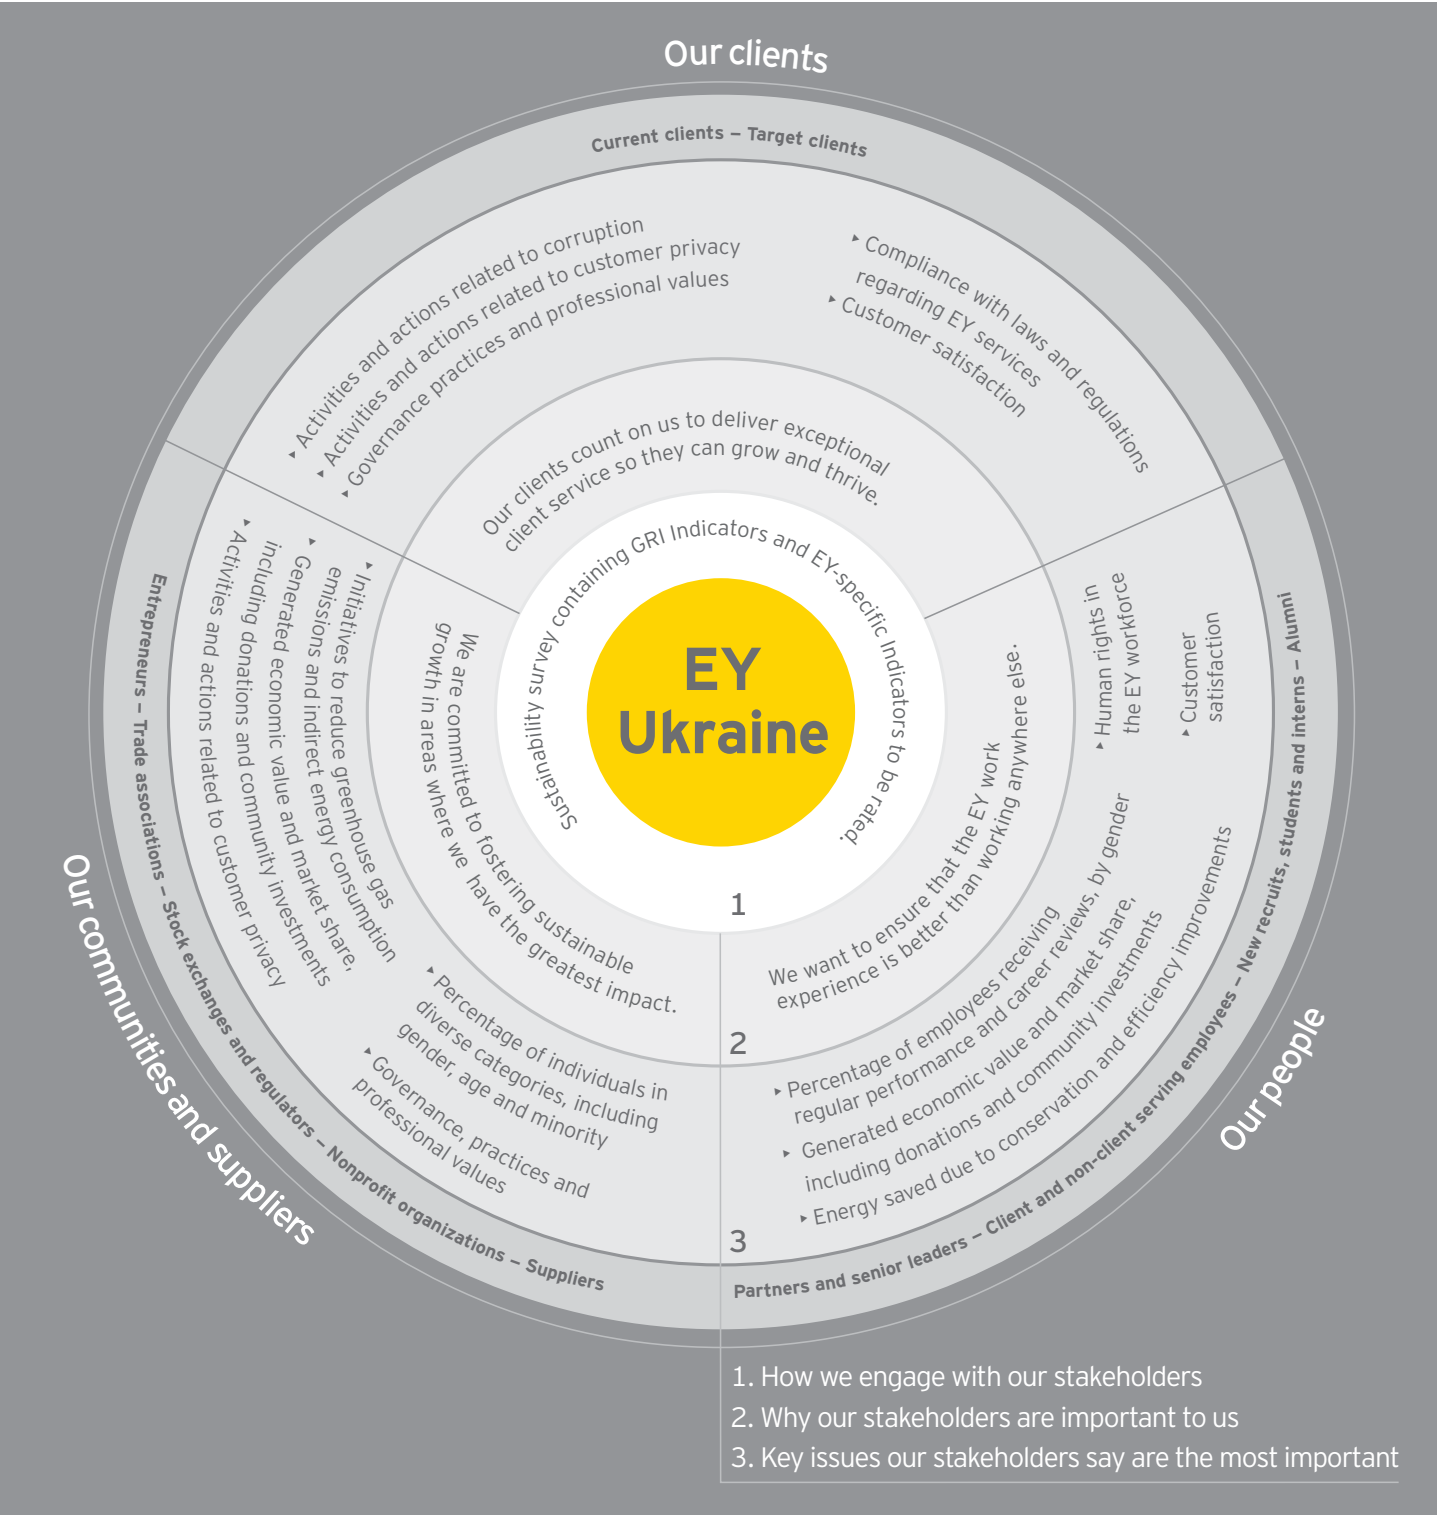 Our clients
Current clients – Target clients
▸ Activities and actions related to corruption
▸ Activities and actions related to customer privacy
▸ Governance practices and professional values
▸ Compliance with laws and regulations
regarding EY services
▸ Customer satisfaction
Our clients count on us to deliver exceptional
client service so they can grow and thrive.
Sustainability survey containing GRI Indicators and EY-specific Indicators to be rated.
EY
Ukraine
1
2
3
Our people
Partners and senior leaders – Client and non-client serving employees – New recruits, students and interns – Alumni
▸ Human rights in
the EY workforce
▸ Customer
satisfaction
▸ Percentage of employees receiving
regular performance and career reviews, by gender
▸ Generated economic value and market share,
including donations and community investments
▸ Energy saved due to conservation and efficiency improvements
We want to ensure that the EY work
experience is better than working anywhere else.
Our communities and suppliers
Entrepreneurs – Trade associations – Stock exchanges and regulators – Nonprofit organizations – Suppliers
▸ Initiatives to reduce greenhouse gas
emissions and indirect energy consumption
▸ Generated economic value and market share,
including donations and community investments
▸ Activities and actions related to customer privacy
▸ Percentage of individuals in
diverse categories, including
gender, age and minority
▸ Governance, practices and
professional values
We are committed to fostering sustainable
growth in areas where we have the greatest impact.
1. How we engage with our stakeholders
2. Why our stakeholders are important to us
3. Key issues our stakeholders say are the most important